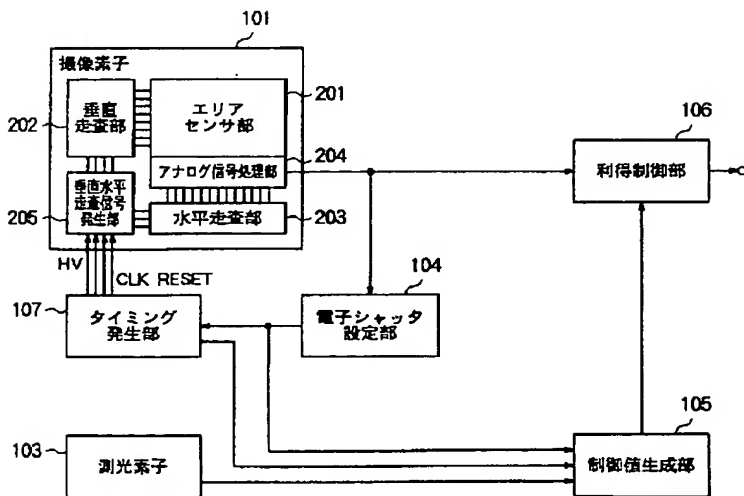 101
撮像素子
202
垂直
走査部
エリア
センサ部
201
204
アナログ信号処理部
205
垂直水平
走査信号
発生部
水平走査部
203
106
利得制御部
HV
CLK RESET
107
タイミング
発生部
104
電子シャッタ
設定部
103
測光素子
105
制御値生成部